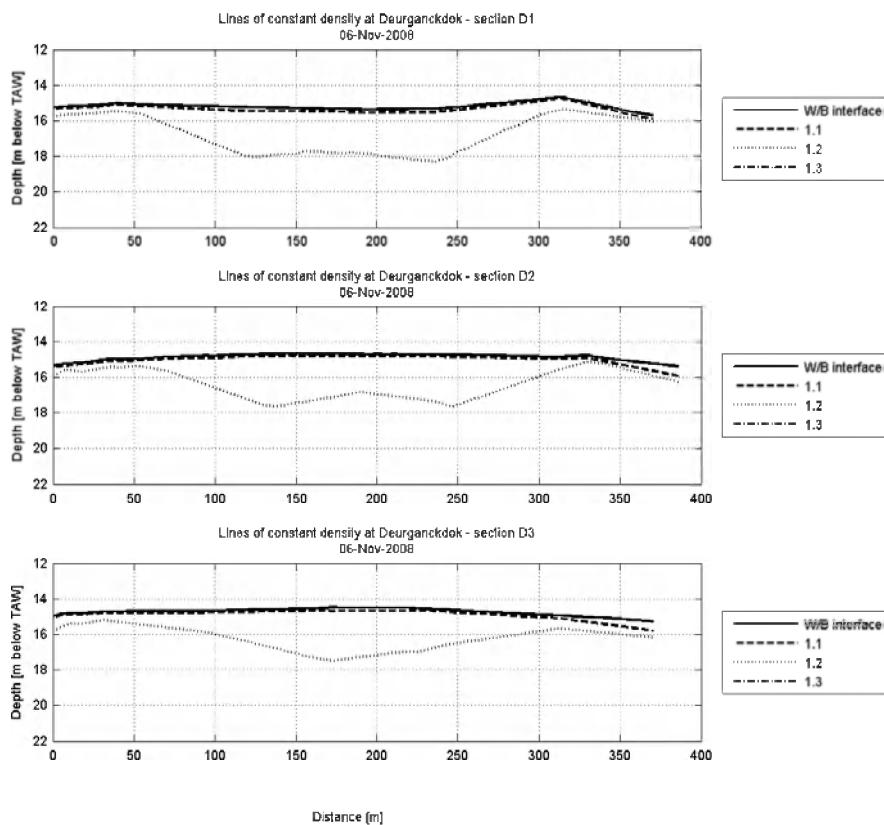 Lines of constant density at Deurganckdok - section D1
06-Nov-2008
12
14
16
18
20
22
Depth [m below TAW]
0 50 100 150 200 250 300 350 400
W/B interface
1.1
1.2
1.3
Lines of constant density at Deurganckdok - section D2
06-Nov-2008
12
14
16
18
20
22
Depth [m below TAW]
0 50 100 150 200 250 300 350 400
W/B interface
1.1
1.2
1.3
Lines of constant density at Deurganckdok - section D3
06-Nov-2008
12
14
16
18
20
22
Depth [m below TAW]
0 50 100 150 200 250 300 350 400
W/B interface
1.1
1.2
1.3
Distance [m]